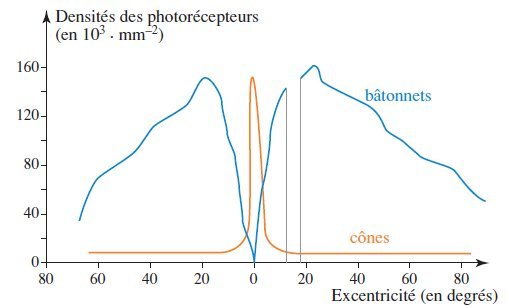 Densités des photorécepteurs
(en 10³ · mm⁻²)
160
bâtonnets
120
80
40
cônes
0
80 60 40 20 0 20 40 60 80
Excentricité (en degrés)